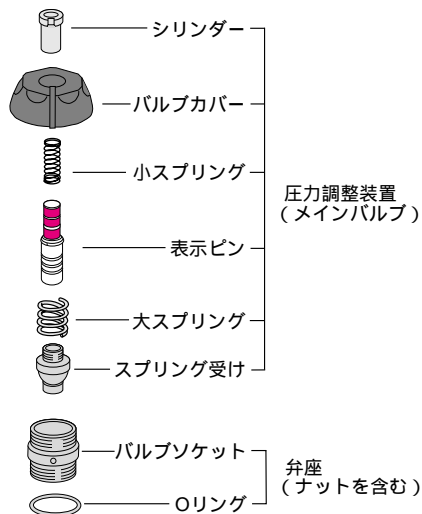 シリンダー
バルブカバー
小スプリング
圧力調整装置
(メインバルブ)
表示ピン
大スプリング
スプリング受け
バルブソケット
弁座
(ナットを含む)
Oリング